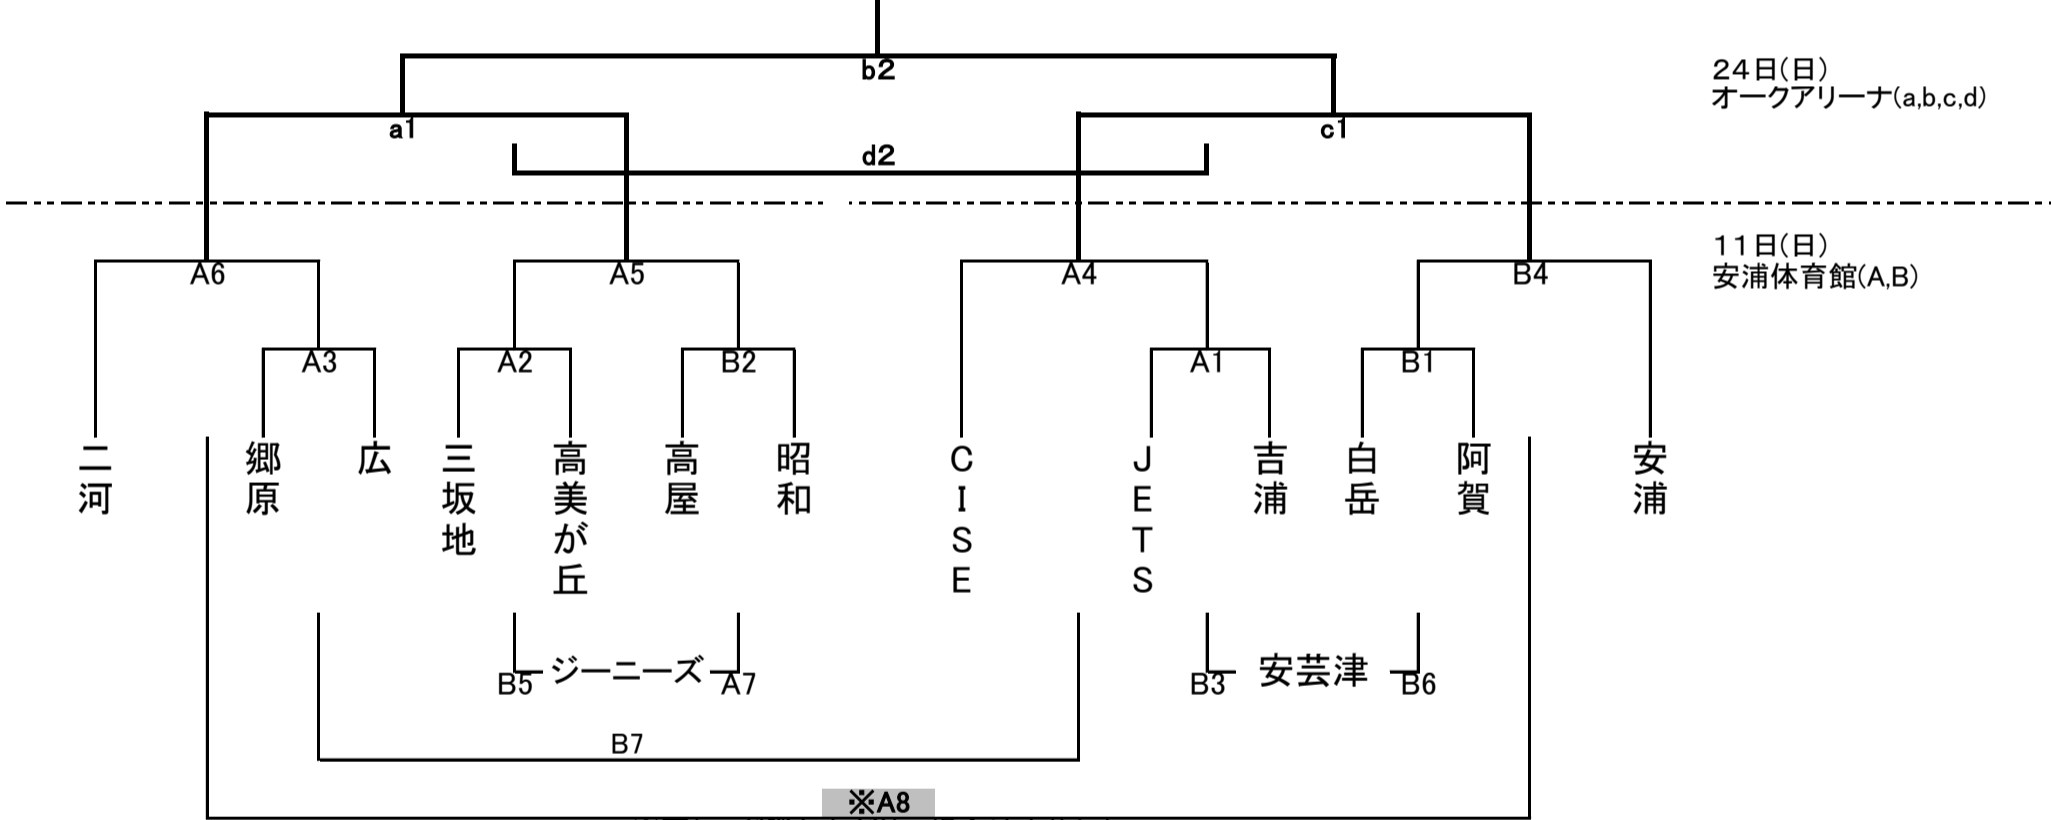 b2
24日(日)
オークアリーナ(a,b,c,d)
a1
c1
d2
11日(日)
安浦体育館(A,B)
A6
A5
A4
B4
A3
A2
B2
A1
B1
二河
郷原
広
三坂地
高美が丘
高屋
昭和
CISE
JETS
吉浦
白岳
阿賀
安浦
B5
ジーニーズ
A7
B3
安芸津
B6
B7
※A8